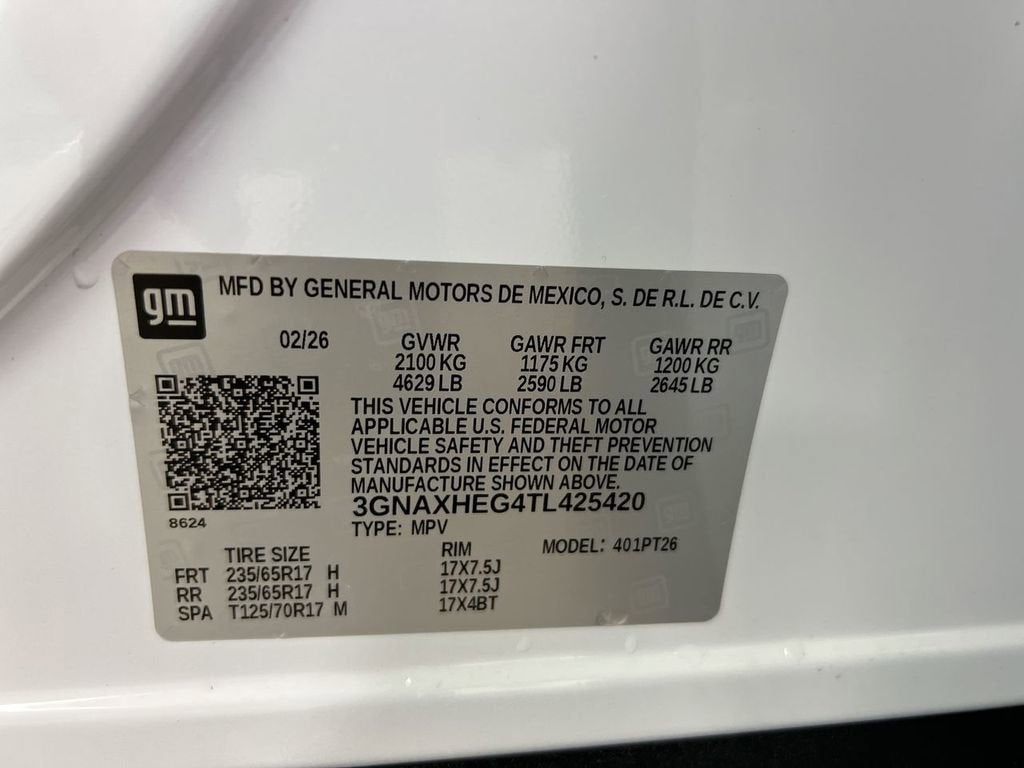 gm
MFD BY GENERAL MOTORS DE MEXICO, S. DE R.L. DE C.V.
02/26 GVWR GAWR FRT GAWR RR
2100 KG 1175 KG 1200 KG
4629 LB 2590 LB 2645 LB
THIS VEHICLE CONFORMS TO ALL
APPLICABLE U.S. FEDERAL MOTOR
VEHICLE SAFETY AND THEFT PREVENTION
STANDARDS IN EFFECT ON THE DATE OF
MANUFACTURE SHOWN ABOVE.
3GNAXHEG4TL425420
8624
TYPE: MPV
TIRE SIZE RIM MODEL: 401PT26
FRT 235/65R17 H 17X7.5J
RR 235/65R17 H 17X7.5J
SPA T125/70R17 M 17X4BT